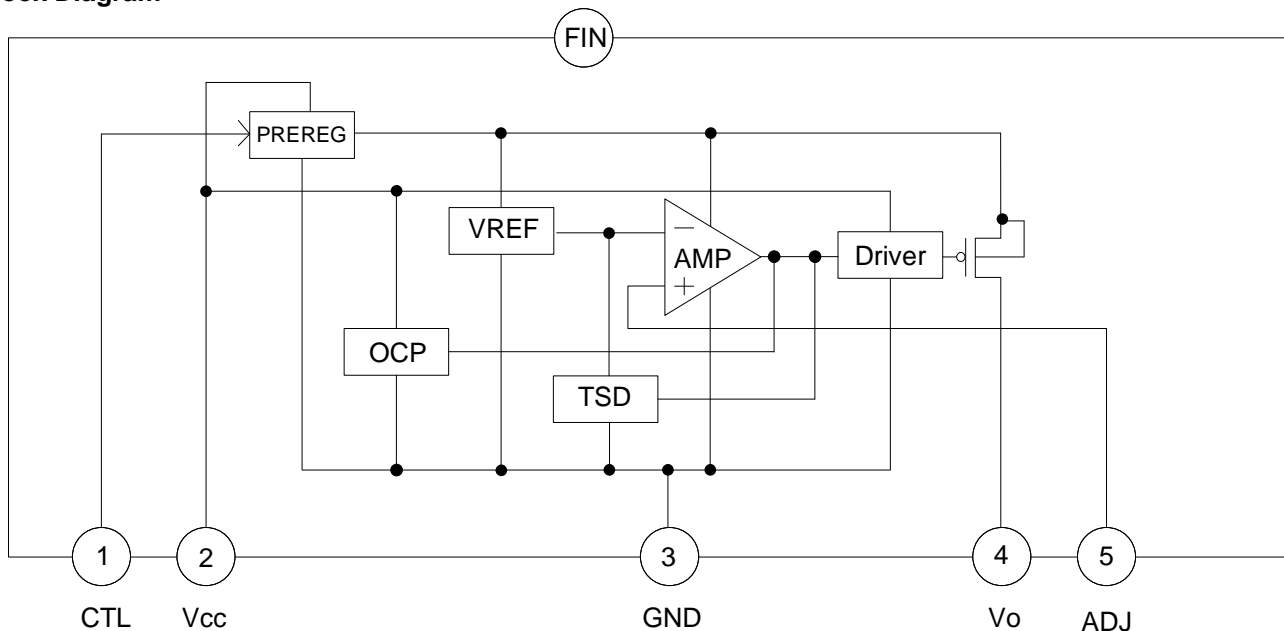 FIN
PREREG
VREF
−
AMP
+
Driver
OCP
TSD
1
2
3
4
5
CTL
Vcc
GND
Vo
ADJ